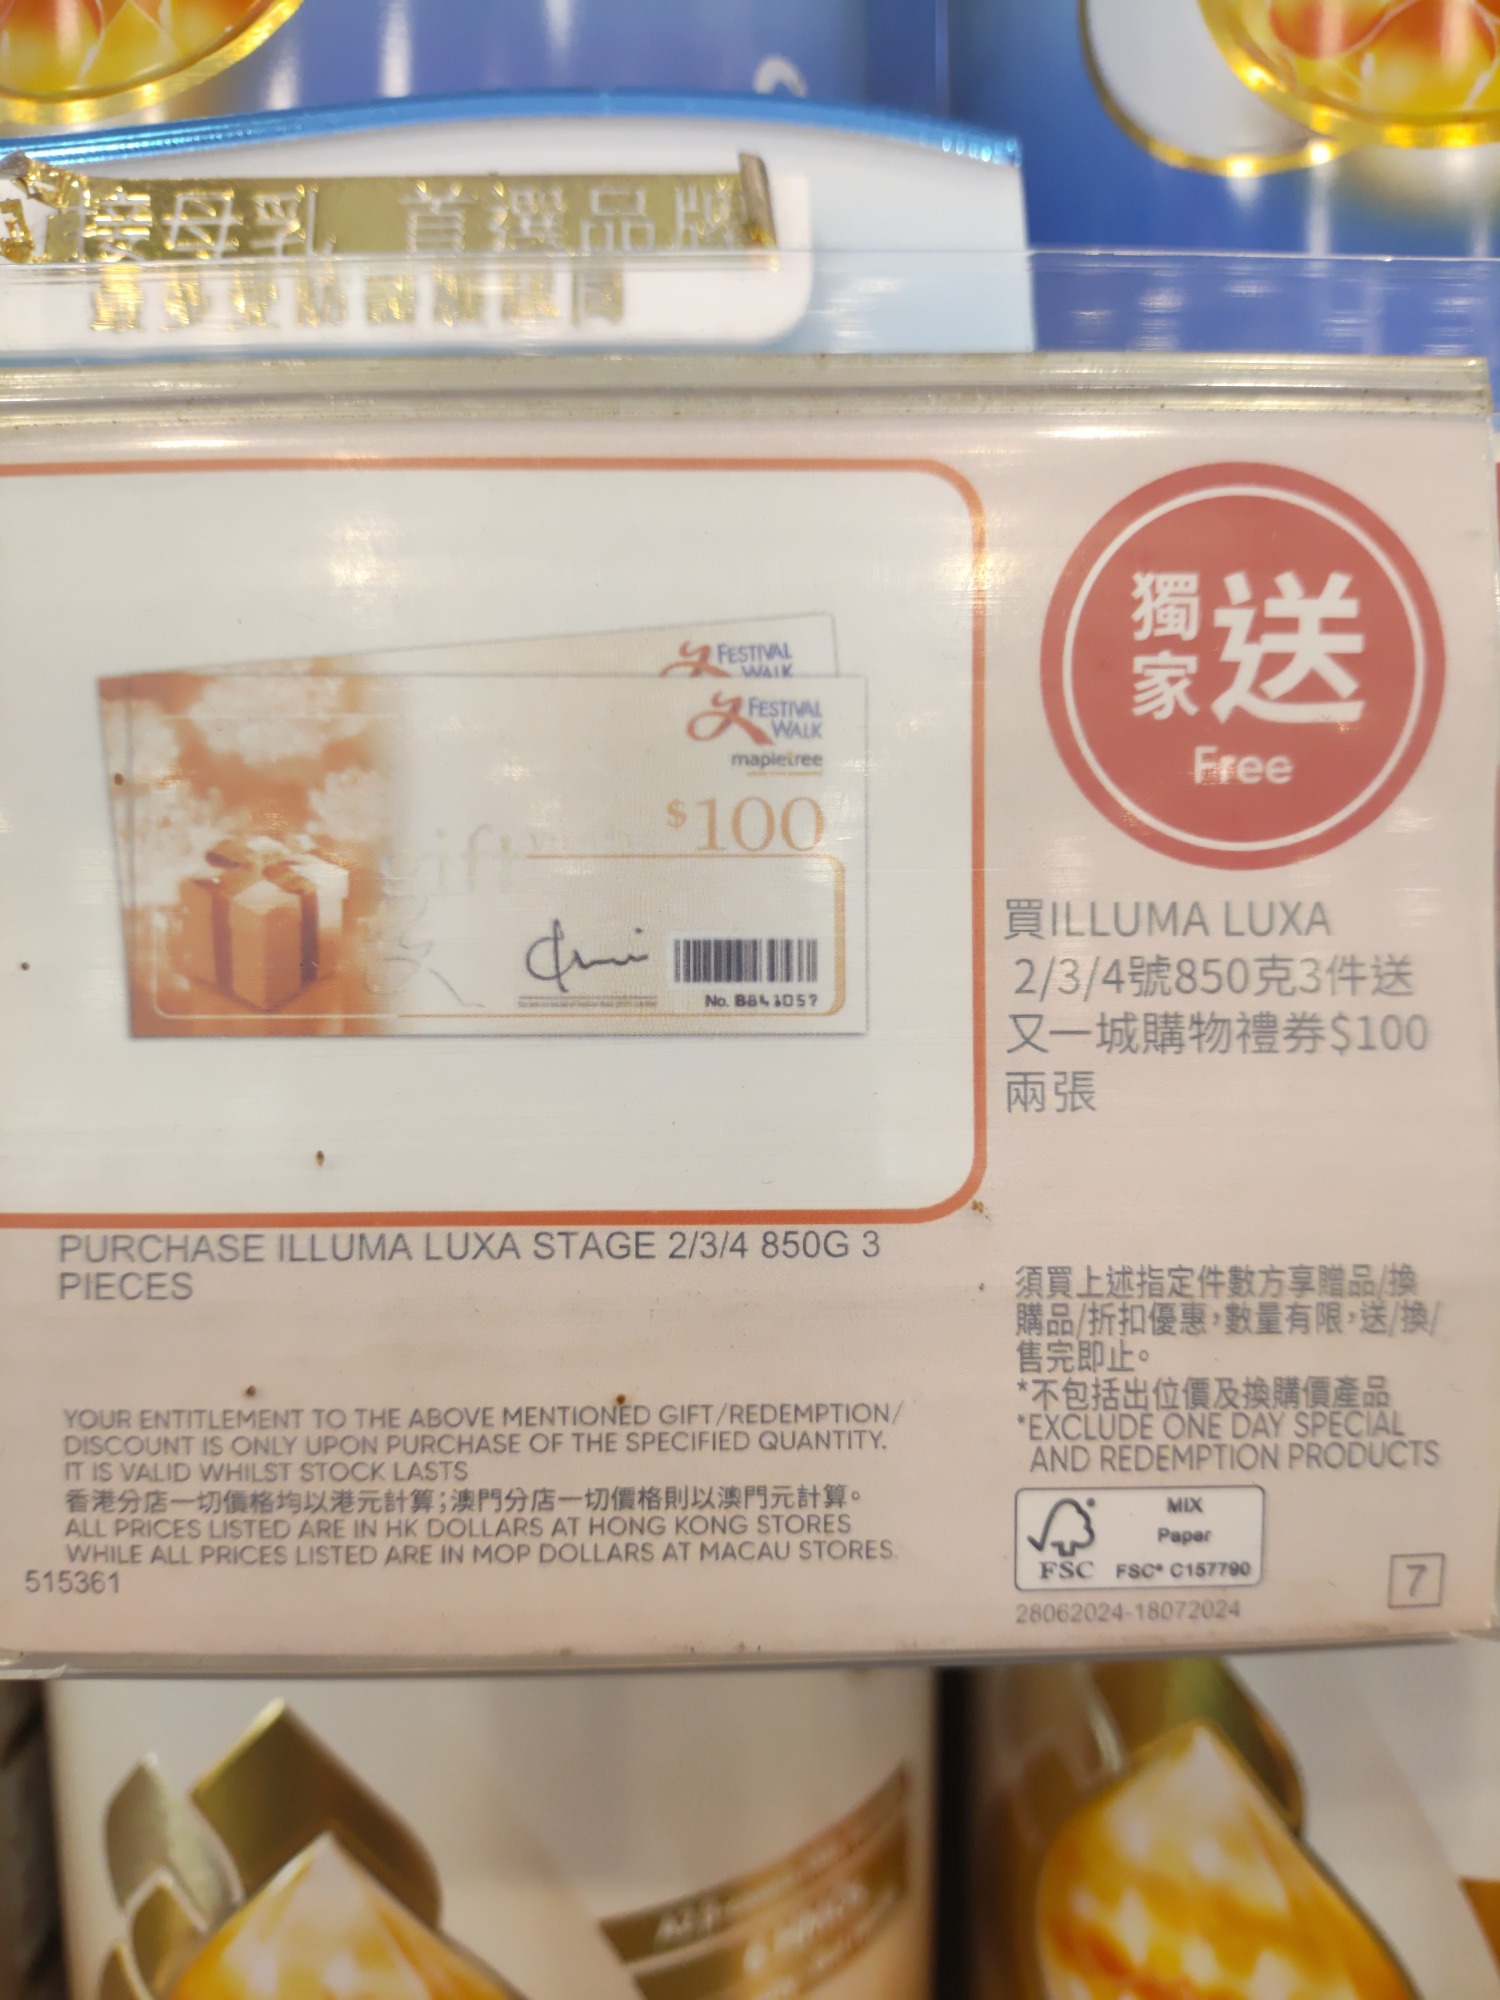 接母乳 首選品牌
FESTIVAL
WALK
FESTIVAL
WALK
mapletree
$100
gift
No. B843057
獨家送
Free
買ILLUMA LUXA
2/3/4號850克3件送
又一城購物禮券$100
兩張
PURCHASE ILLUMA LUXA STAGE 2/3/4 850G 3
PIECES
須買上述指定件數方享贈品/換
購品/折扣優惠，數量有限，送/換/
售完即止。
*不包括出位價及換購價產品
*EXCLUDE ONE DAY SPECIAL
AND REDEMPTION PRODUCTS
YOUR ENTITLEMENT TO THE ABOVE MENTIONED GIFT/REDEMPTION/
DISCOUNT IS ONLY UPON PURCHASE OF THE SPECIFIED QUANTITY.
IT IS VALID WHILST STOCK LASTS
香港分店一切價格均以港元計算；澳門分店一切價格則以澳門元計算。
ALL PRICES LISTED ARE IN HK DOLLARS AT HONG KONG STORES
WHILE ALL PRICES LISTED ARE IN MOP DOLLARS AT MACAU STORES.
515361
MIX
Paper
FSC FSC® C157790
28062024-18072024
7